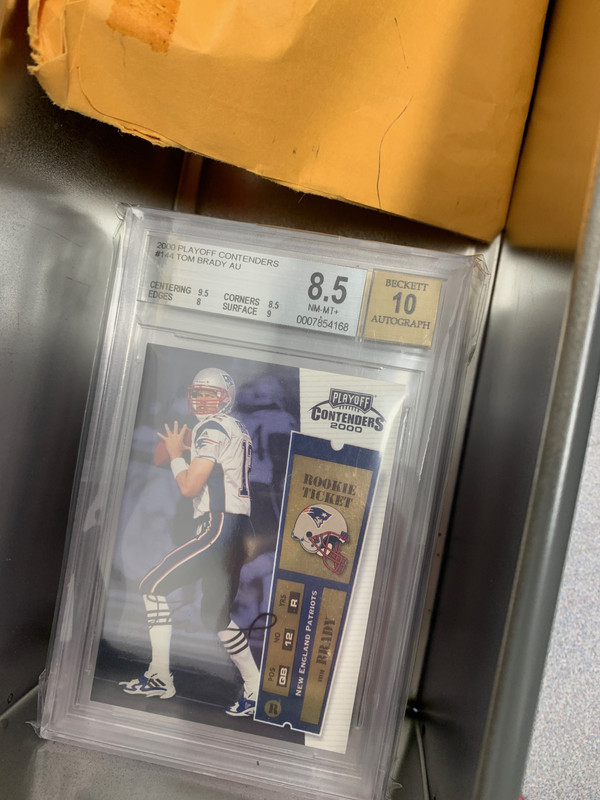 2000 PLAYOFF CONTENDERS
#144 TOM BRADY AU
CENTERING 9.5 CORNERS 8.5
EDGES 8 SURFACE 9
8.5
NM-MT+
0007854168
BECKETT
10
AUTOGRAPH
PLAYOFF
CONTENDERS
2000
ROOKIE
TICKET
POS QB NO 12 YRS R
NEW ENGLAND PATRIOTS
TOM BRADY
R